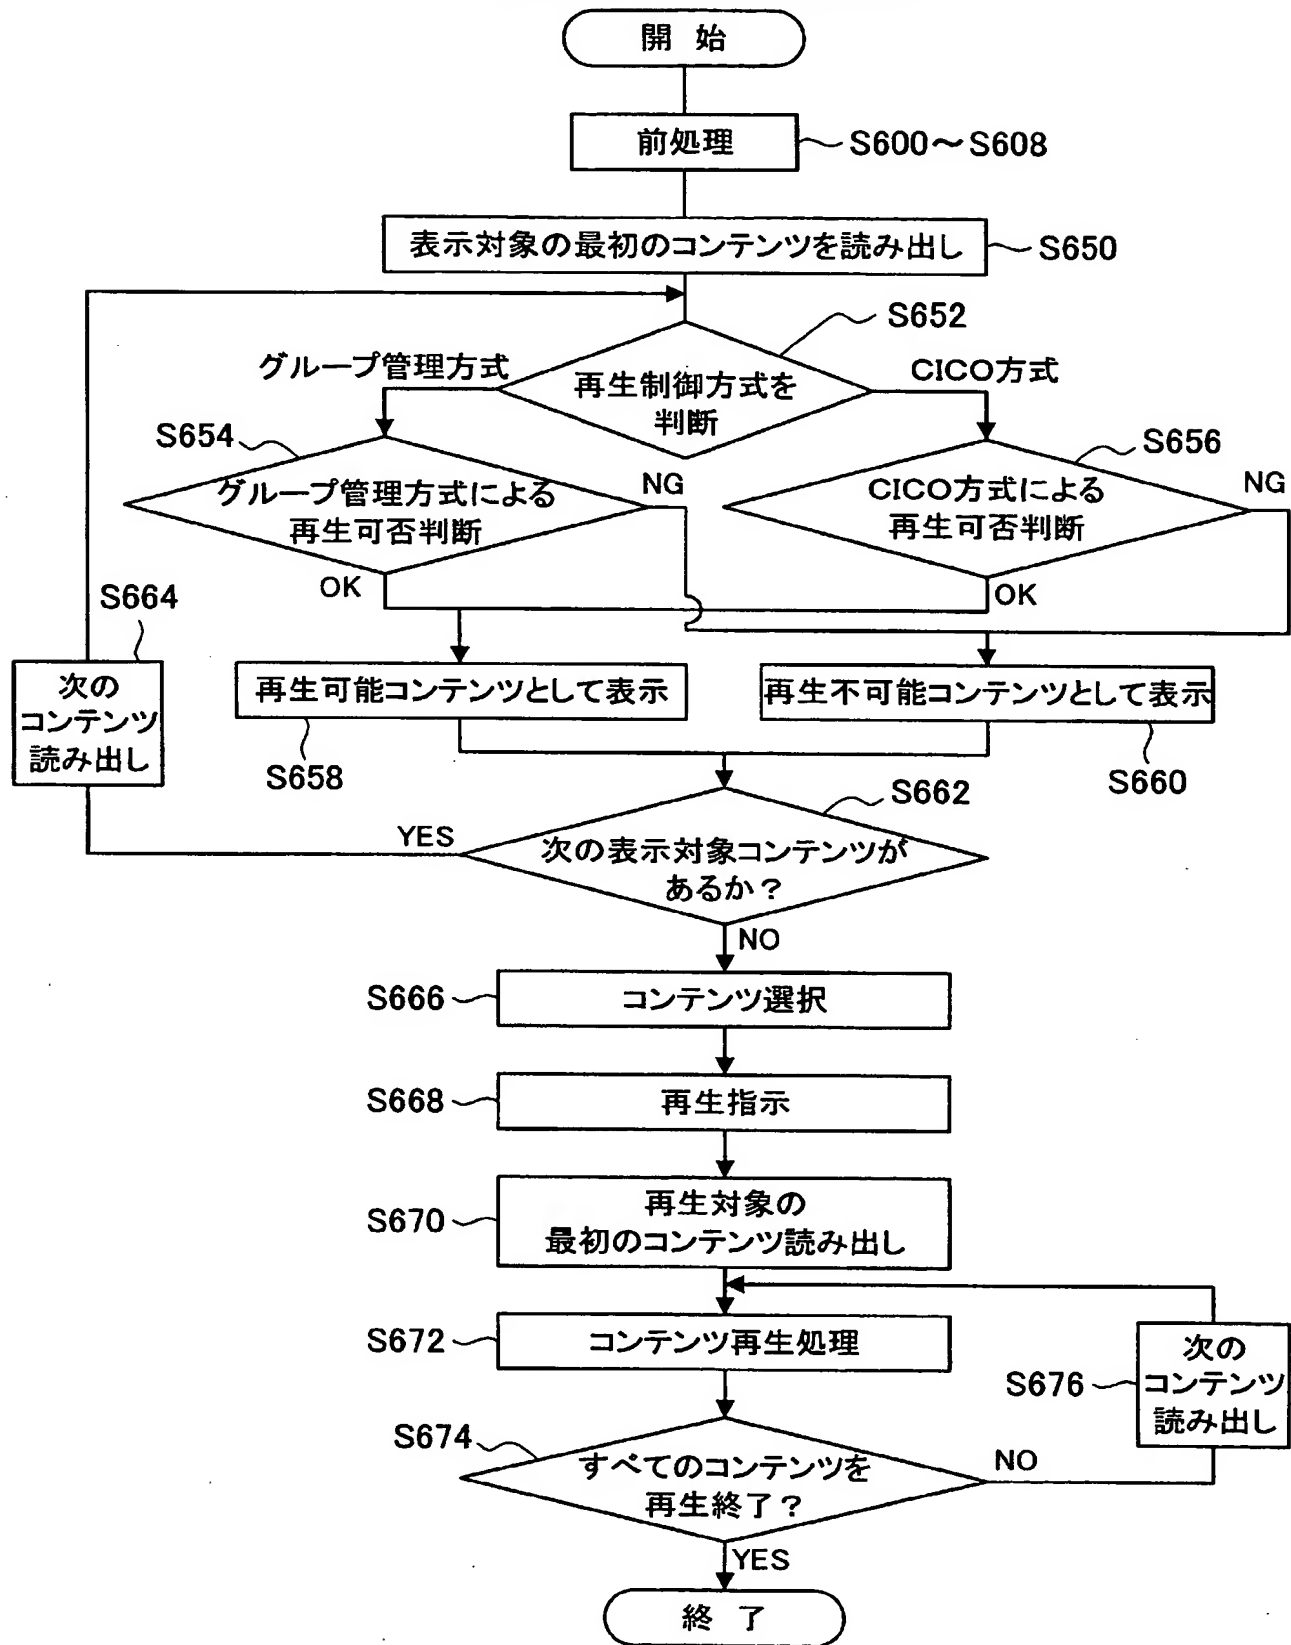 開 始
前処理
S600～S608
表示対象の最初のコンテンツを読み出し
S650
S652
グループ管理方式
CICO方式
再生制御方式を
判断
S654
S656
グループ管理方式による
再生可否判断
NG
CICO方式による
再生可否判断
NG
OK
OK
S664
次の
コンテンツ
読み出し
再生可能コンテンツとして表示
再生不可能コンテンツとして表示
S658
S660
S662
YES
次の表示対象コンテンツが
あるか？
NO
S666
コンテンツ選択
S668
再生指示
S670
再生対象の
最初のコンテンツ読み出し
S672
コンテンツ再生処理
S676
次の
コンテンツ
読み出し
S674
すべてのコンテンツを
再生終了？
NO
YES
終 了